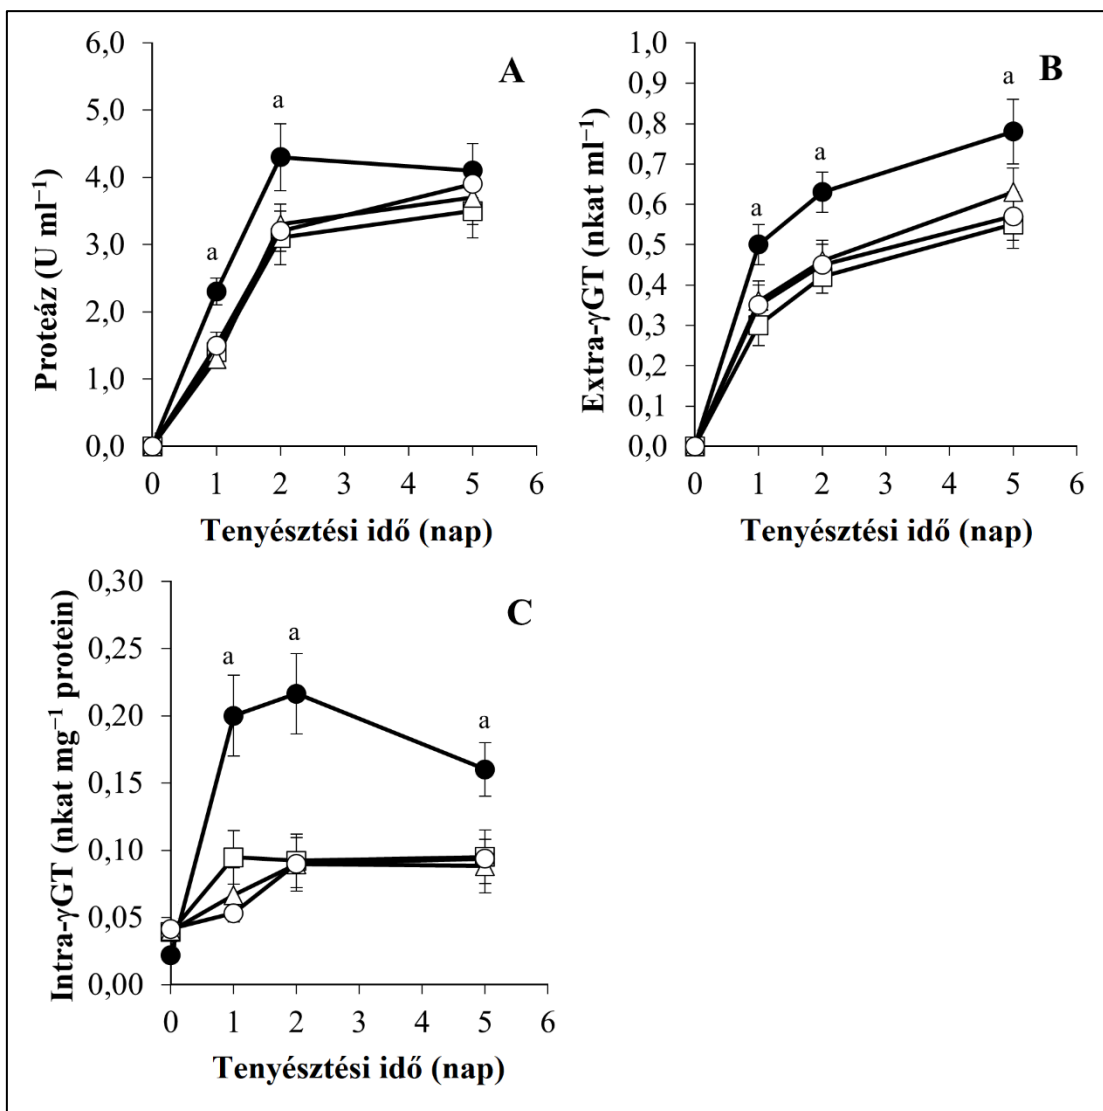 A
Proteáz (U ml⁻¹)
6,0
5,0
4,0
3,0
2,0
1,0
0,0
a
a
0 1 2 3 4 5 6
Tenyésztési idő (nap)
B
Extra-γGT (nkat ml⁻¹)
1,0
0,9
0,8
0,7
0,6
0,5
0,4
0,3
0,2
0,1
0,0
a
a
a
0 1 2 3 4 5 6
Tenyésztési idő (nap)
C
Intra-γGT (nkat mg⁻¹ protein)
0,30
0,25
0,20
0,15
0,10
0,05
0,00
a
a
a
0 1 2 3 4 5 6
Tenyésztési idő (nap)